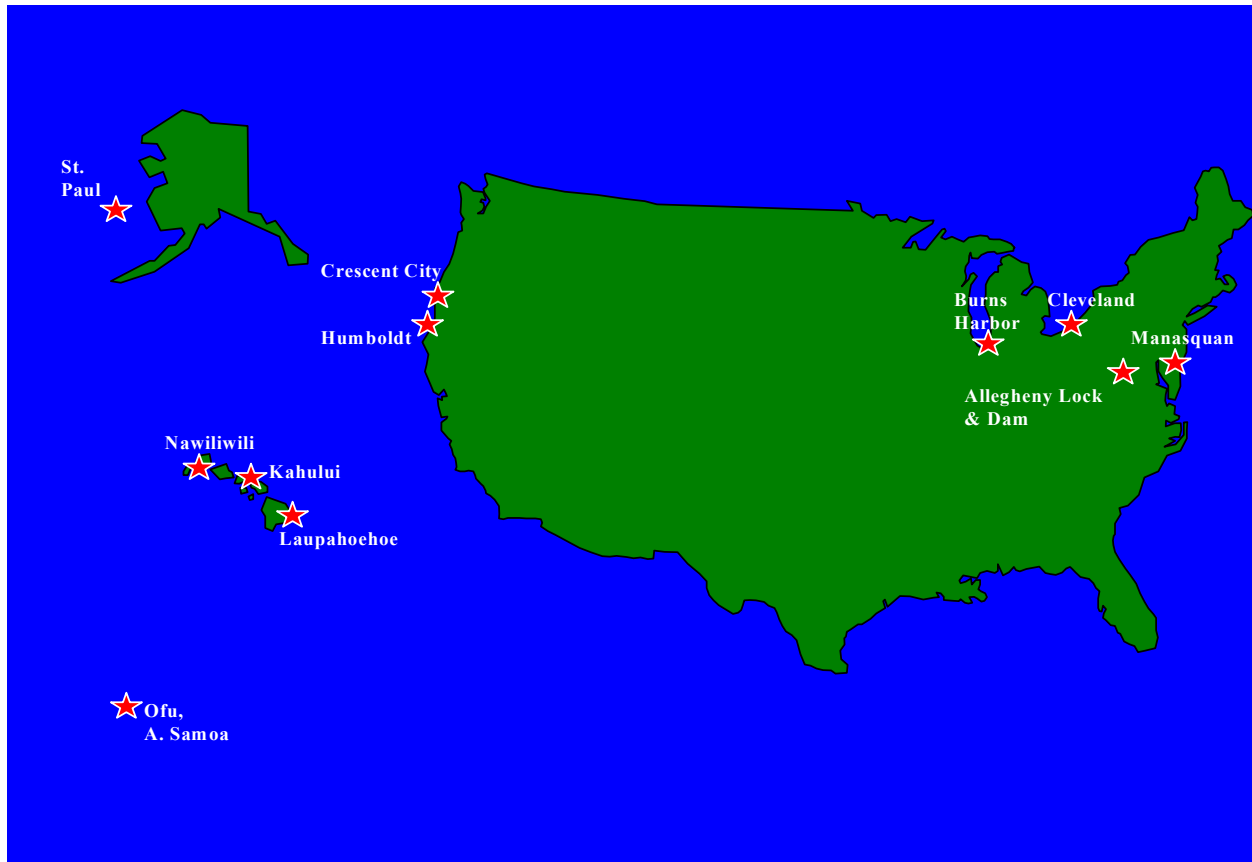 St.
Paul
Crescent City
Humboldt
Burns
Harbor
Cleveland
Manasquan
Allegheny Lock
& Dam
Nawiliwili
Kahului
Laupahoehoe
Ofu,
A. Samoa